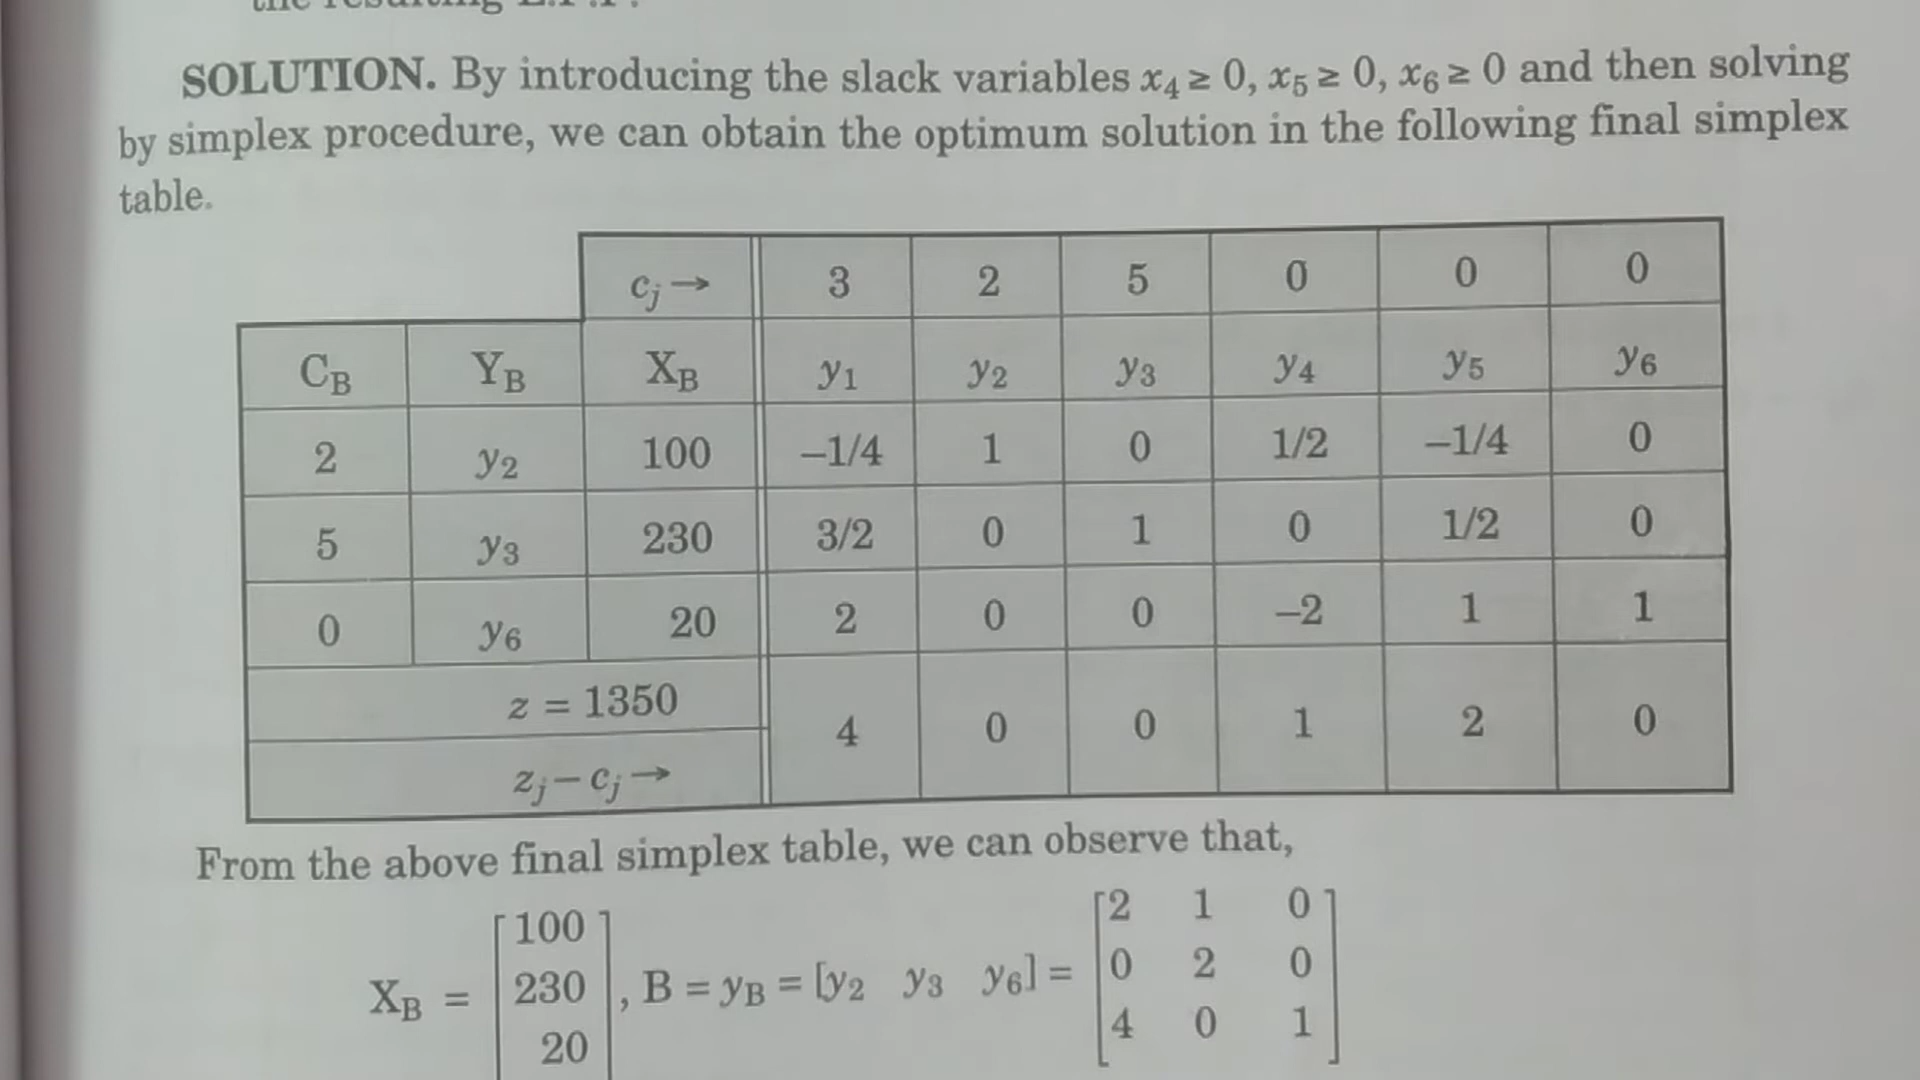 the resulting L.P.P.
SOLUTION. By introducing the slack variables x₄ ≥ 0, x₅ ≥ 0, x₆ ≥ 0 and then solving
by simplex procedure, we can obtain the optimum solution in the following final simplex
table.
cⱼ → 3 2 5 0 0 0
C_B Y_B X_B y₁ y₂ y₃ y₄ y₅ y₆
2 y₂ 100 –1/4 1 0 1/2 –1/4 0
5 y₃ 230 3/2 0 1 0 1/2 0
0 y₆ 20 2 0 0 –2 1 1
z = 1350
zⱼ – cⱼ → 4 0 0 1 2 0
From the above final simplex table, we can observe that,
X_B = [100 230 20], B = y_B = [y₂ y₃ y₆] = [2 1 0
0 2 0
4 0 1]